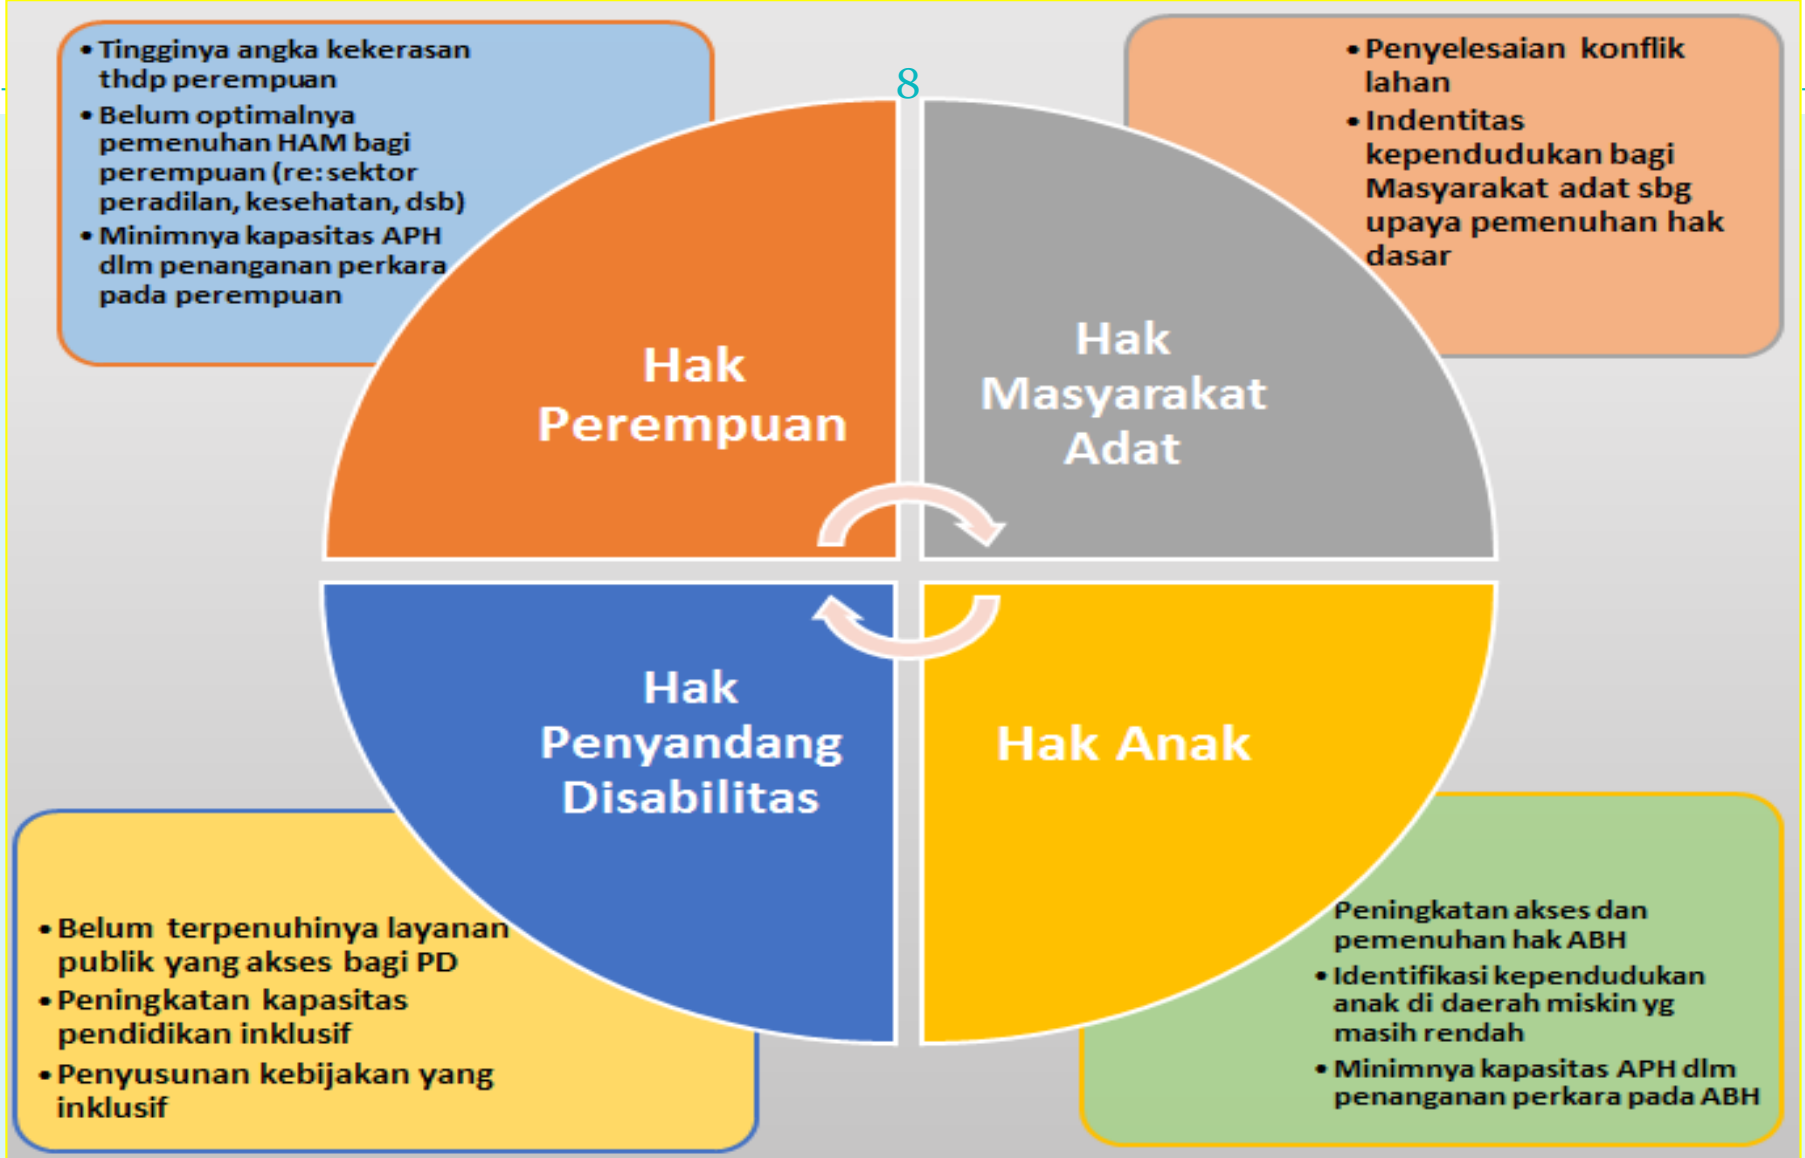 8
• Tingginya angka kekerasan
thdp perempuan
• Belum optimalnya
pemenuhan HAM bagi
perempuan (re: sektor
peradilan, kesehatan, dsb)
• Minimnya kapasitas APH
dlm penanganan perkara
pada perempuan
Hak
Perempuan
• Penyelesaian konflik
lahan
• Indentitas
kependudukan bagi
Masyarakat adat sbg
upaya pemenuhan hak
dasar
Hak
Masyarakat
Adat
Hak
Penyandang
Disabilitas
• Belum terpenuhinya layanan
publik yang akses bagi PD
• Peningkatan kapasitas
pendidikan inklusif
• Penyusunan kebijakan yang
inklusif
Hak Anak
Peningkatan akses dan
pemenuhan hak ABH
• Identifikasi kependudukan
anak di daerah miskin yg
masih rendah
• Minimnya kapasitas APH dlm
penanganan perkara pada ABH